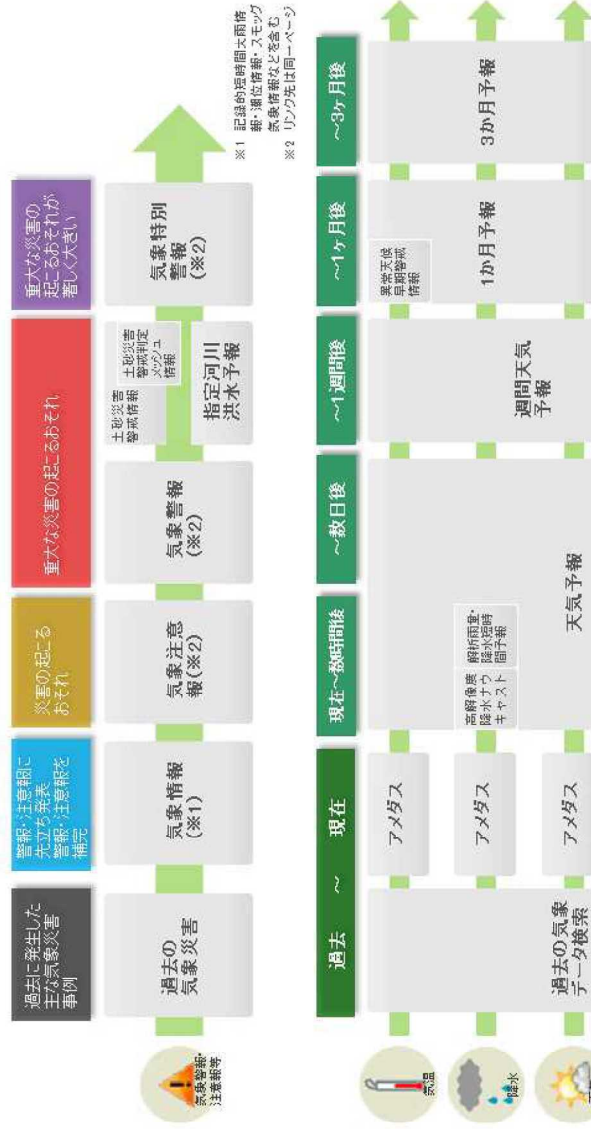 過去に発生した
主な気象災害
事例
警報・注意報に
先立ち発表
警報・注意報を
補完
災害の起こる
おそれ
重大な災害の起こるおそれ
重大な災害の
起こるおそれが
著しく大きい
気象警報・
注意報等
過去の
気象災害
気象情報
(※1)
気象注意
報(※2)
気象警報
(※2)
土砂災害
警戒情報
土砂災害
警戒判定
メッシュ
情報
指定河川
洪水予報
気象特別
警報
(※2)
※1 記録的短時間大雨情
報・潮位情報・スモッグ
気象情報などを含む
※2 リンク先は同一ページ
過去 ～ 現在
現在～数時間後
～数日後
～1週間後
～1ヶ月後
～3ヶ月後
気温
降水
過去の気象
データ検索
アメダス
アメダス
アメダス
高解像度
降水ナウ
キャスト
解析雨量・
降水短時
間予報
天気予報
週間天気
予報
異常天候
早期警戒
情報
1か月予報
3か月予報